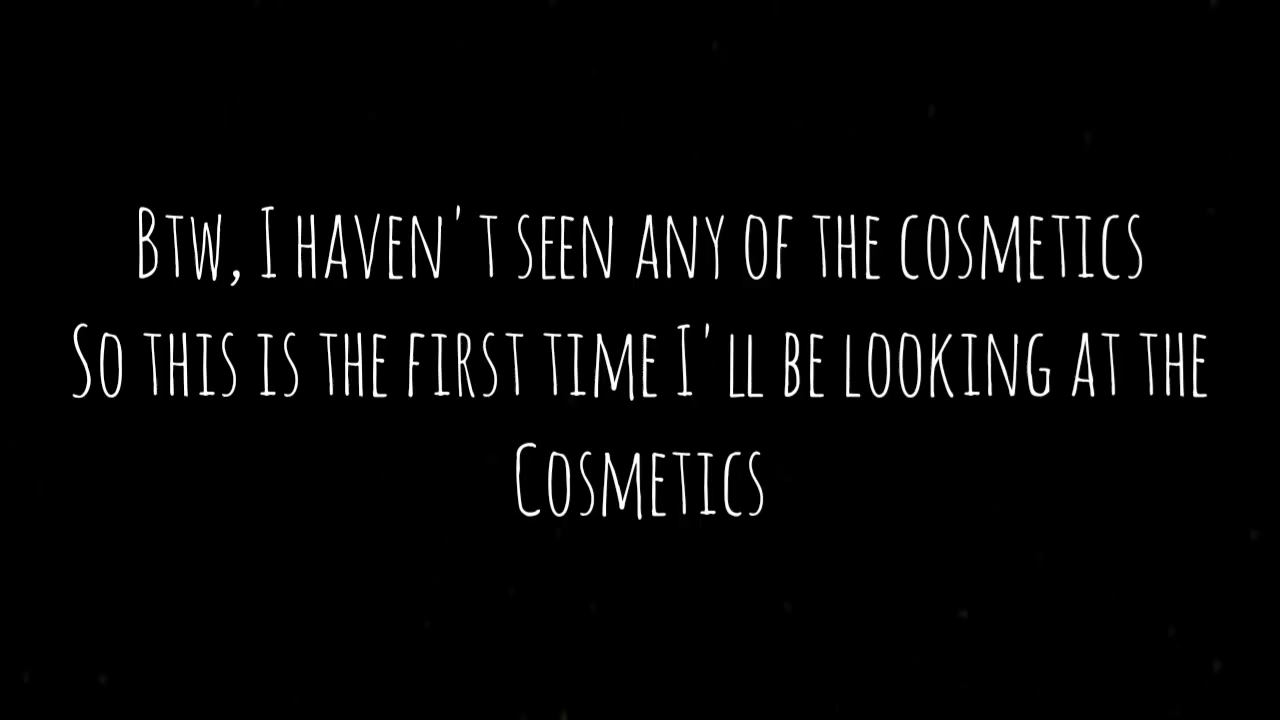 Btw, I haven't seen any of the cosmetics
So this is the first time I'll be looking at the
Cosmetics